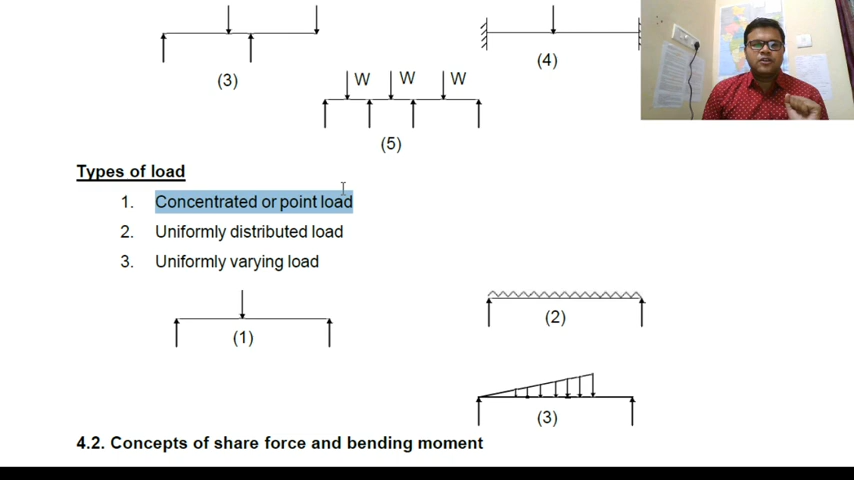 (3)
(4)
W W W
(5)
Types of load
1. Concentrated or point load
2. Uniformly distributed load
3. Uniformly varying load
(1)
(2)
(3)
4.2. Concepts of share force and bending moment